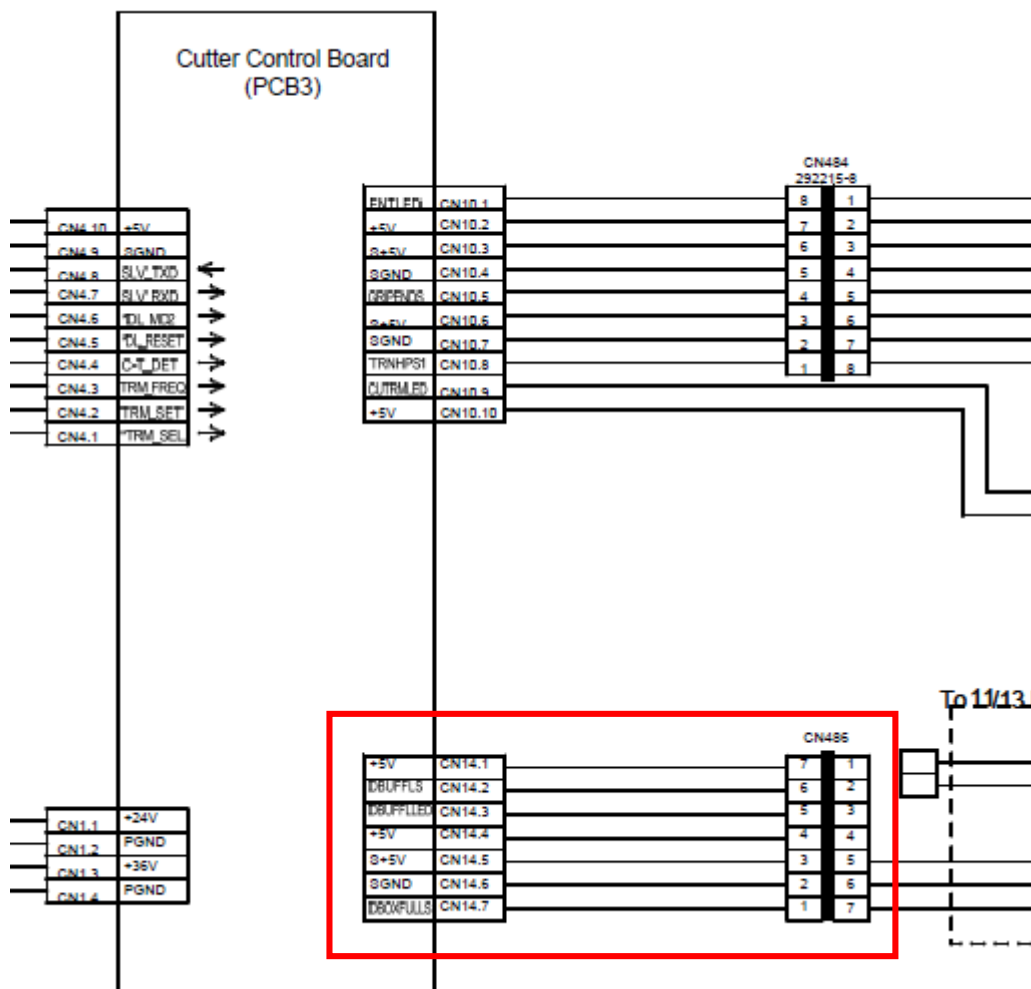 Cutter Control Board
(PCB3)
CN484
292215-8
ENTLEDi CN10.1 8 1
CN4.10 +5V +5V CN10.2 7 2
CN4.9 SGND S+5V CN10.3 6 3
CN4.8 SLV_TXD SGND CN10.4 5 4
CN4.7 SLV_RXD GRIPENDS CN10.5 4 5
CN4.6 *DL_MD2 S+5V CN10.6 3 6
CN4.5 *DL_RESET SGND CN10.7 2 7
CN4.4 C-T_DET TRNHPS1 CN10.8 1 8
CN4.3 TRM_FREQ CUTRMLED CN10.9
CN4.2 *TRM_SET +5V CN10.10
CN4.1 *TRM_SEL
To 11/13.
CN486
+5V CN14.1 7 1
IDBUFFLS CN14.2 6 2
IDBUFFLLED CN14.3 5 3
CN1.1 +24V +5V CN14.4 4 4
CN1.2 PGND S+5V CN14.5 3 5
CN1.3 +36V SGND CN14.6 2 6
CN1.4 PGND IDBOXFULLS CN14.7 1 7